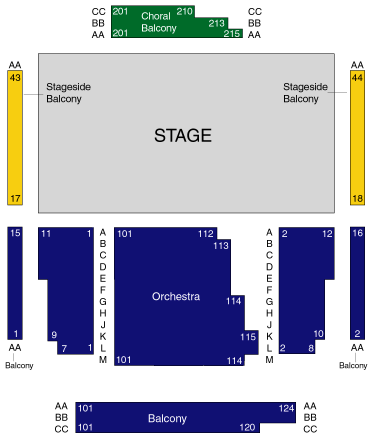 CC 201 210 CC
BB Choral Balcony 213 BB
AA 201 215 AA
AA AA
43 44
Stageside Balcony Stageside Balcony
STAGE
17 18
15 11 1 A 101 112 A 2 12 16
B 113 B
C C
D D
E E
F F
G 114 G
H H
J J
1 9 K 115 K 10 2
AA 7 1 L L 2 8 AA
Balcony M 101 114 M Balcony
Orchestra
AA 101 124 AA
BB Balcony BB
CC 101 120 CC